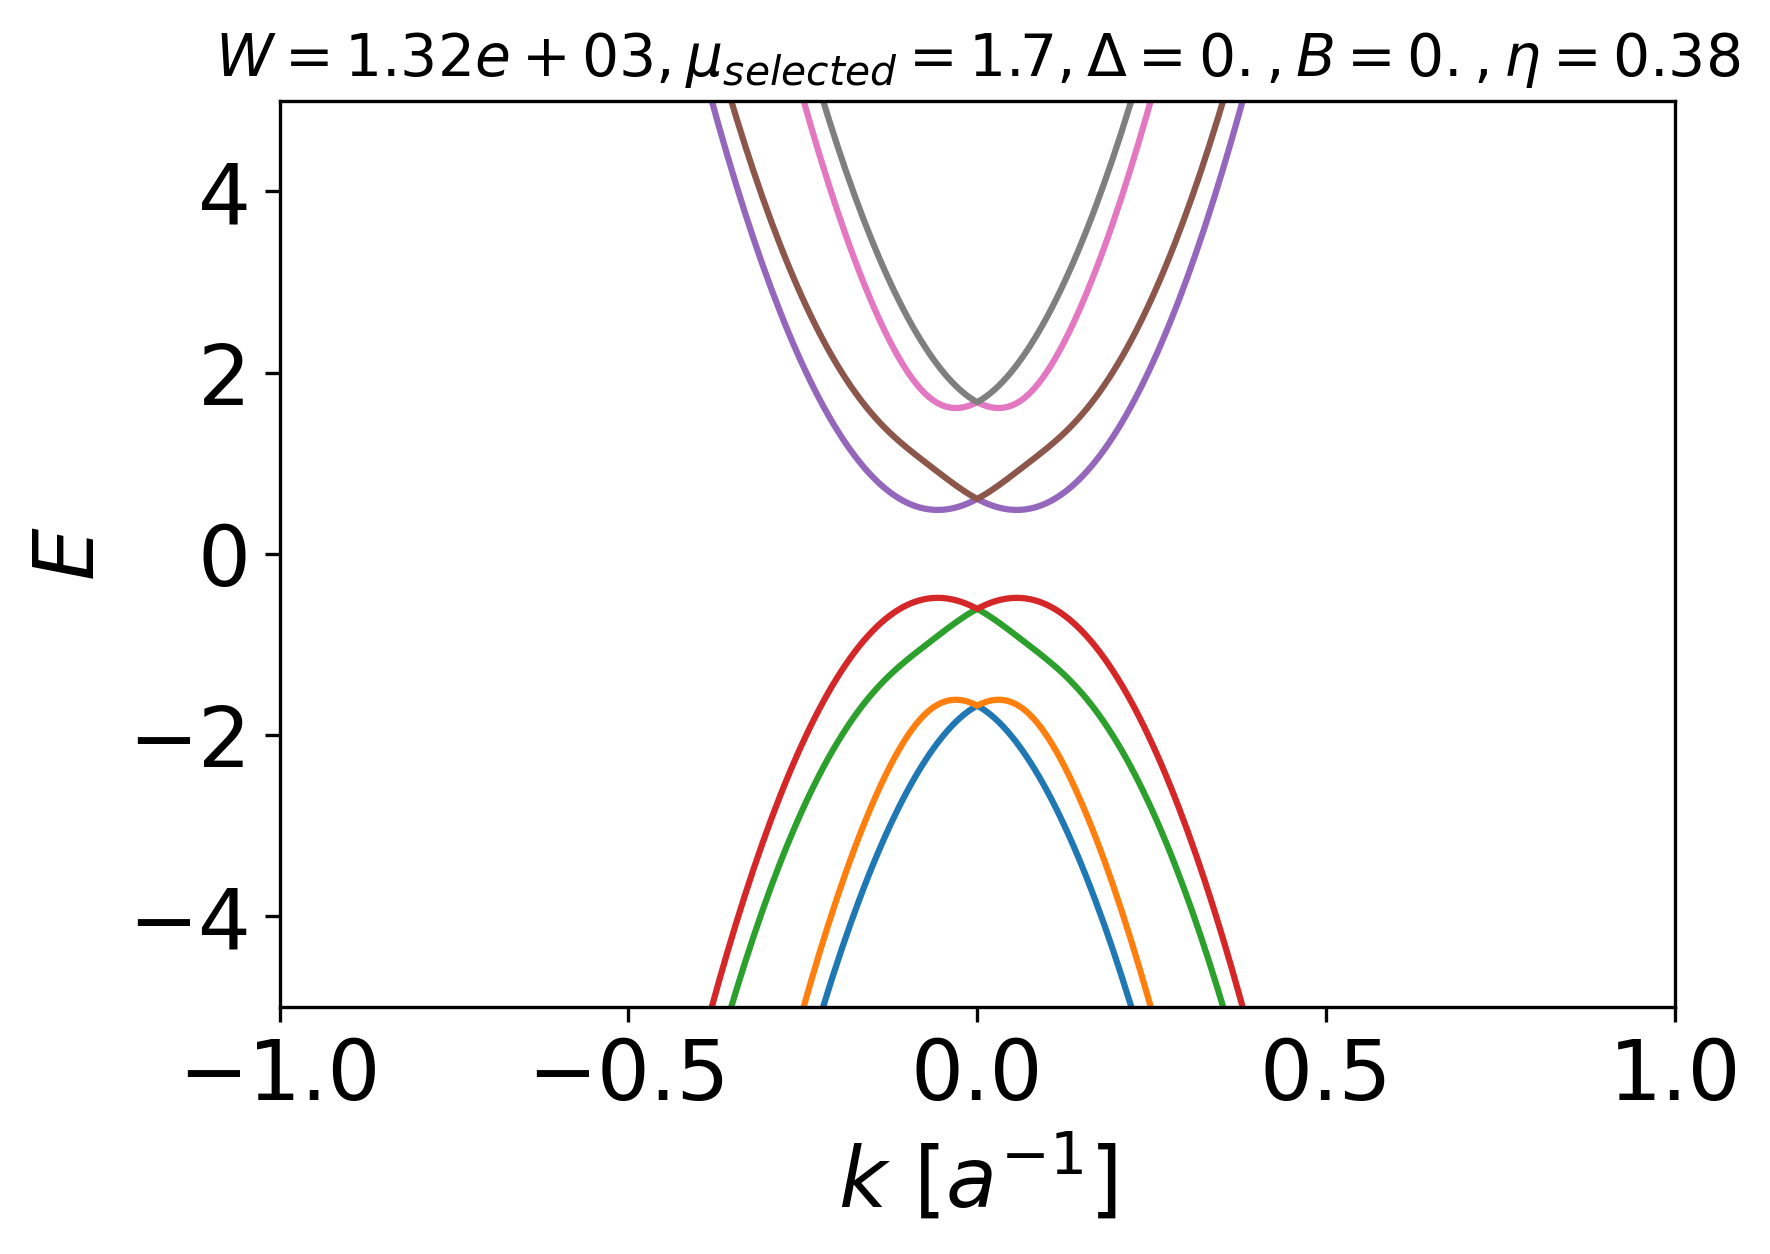 W = 1.32e + 03, μselected = 1.7, Δ = 0. , B = 0. , η = 0.38
4
2
0
−2
−4
E
−1.0 −0.5 0.0 0.5 1.0
k [a⁻¹]